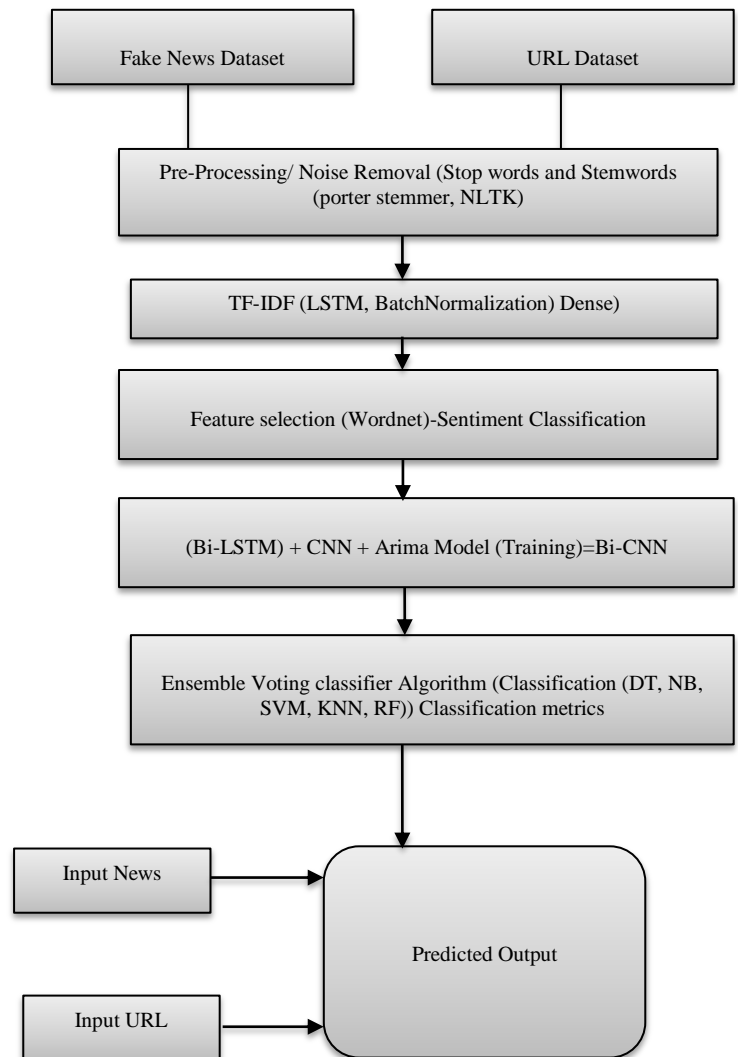 Fake News Dataset
URL Dataset
Pre-Processing/ Noise Removal (Stop words and Stemwords
(porter stemmer, NLTK)
TF-IDF (LSTM, BatchNormalization) Dense)
Feature selection (Wordnet)-Sentiment Classification
(Bi-LSTM) + CNN + Arima Model (Training)=Bi-CNN
Ensemble Voting classifier Algorithm (Classification (DT, NB,
SVM, KNN, RF)) Classification metrics
Input News
Predicted Output
Input URL